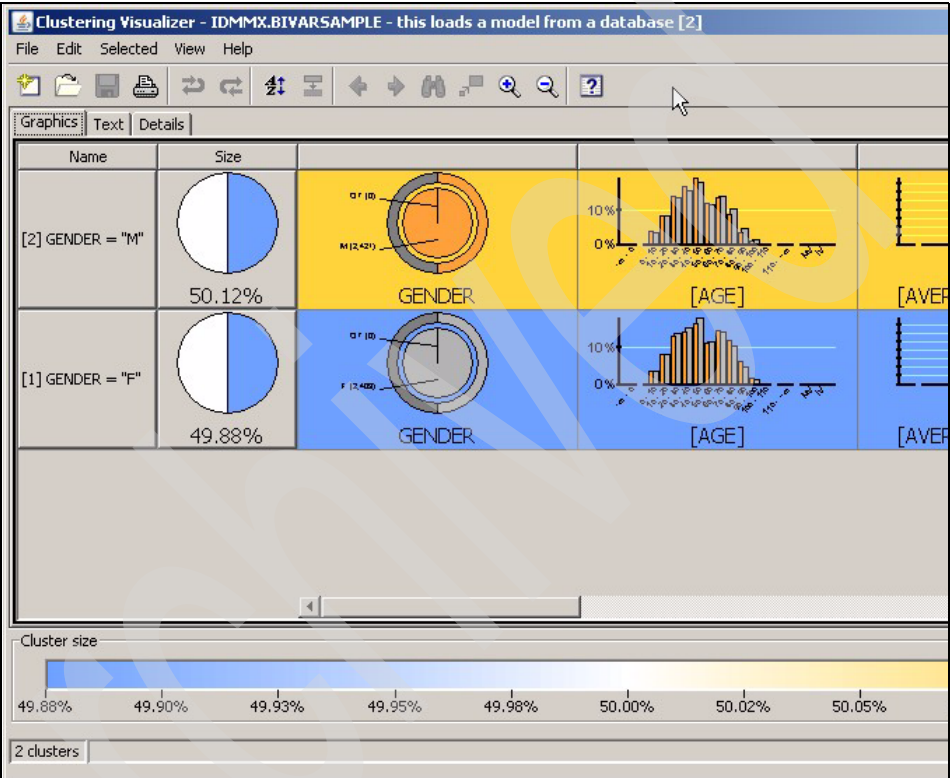 Clustering Visualizer - IDMMX.BIVARSAMPLE - this loads a model from a database [2]
File Edit Selected View Help
Graphics Text Details
Name Size
[2] GENDER = "M"
50.12%
GENDER
10%
0%
[AGE]
[AVER
[1] GENDER = "F"
49.88%
GENDER
10%
0%
[AGE]
[AVER
Cluster size
49.88% 49.90% 49.93% 49.95% 49.98% 50.00% 50.02% 50.05%
2 clusters